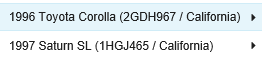 1996 Toyota Corolla (2GDH967 / California)
1997 Saturn SL (1HGJ465 / California)